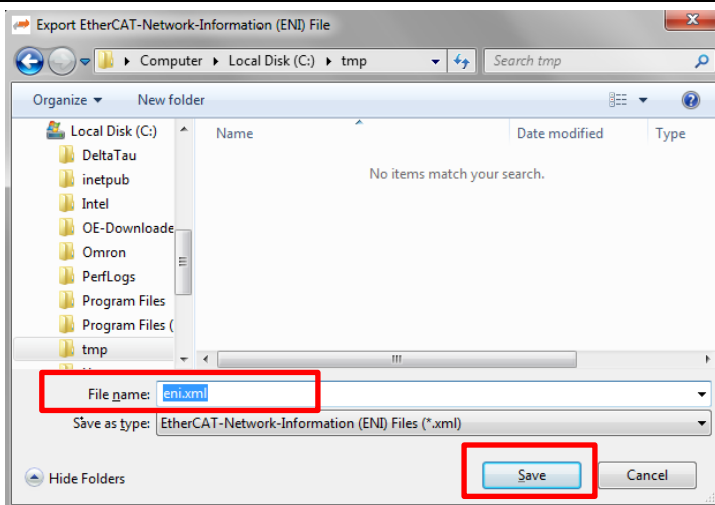 Export EtherCAT-Network-Information (ENI) File
Computer Local Disk (C:) tmp
Search tmp
Organize New folder
Local Disk (C:)
DeltaTau
inetpub
Intel
OE-Downloade
Omron
PerfLogs
Program Files
Program Files (
tmp
Name Date modified Type
No items match your search.
File name: eni.xml
Save as type: EtherCAT-Network-Information (ENI) Files (*.xml)
Hide Folders
Save Cancel